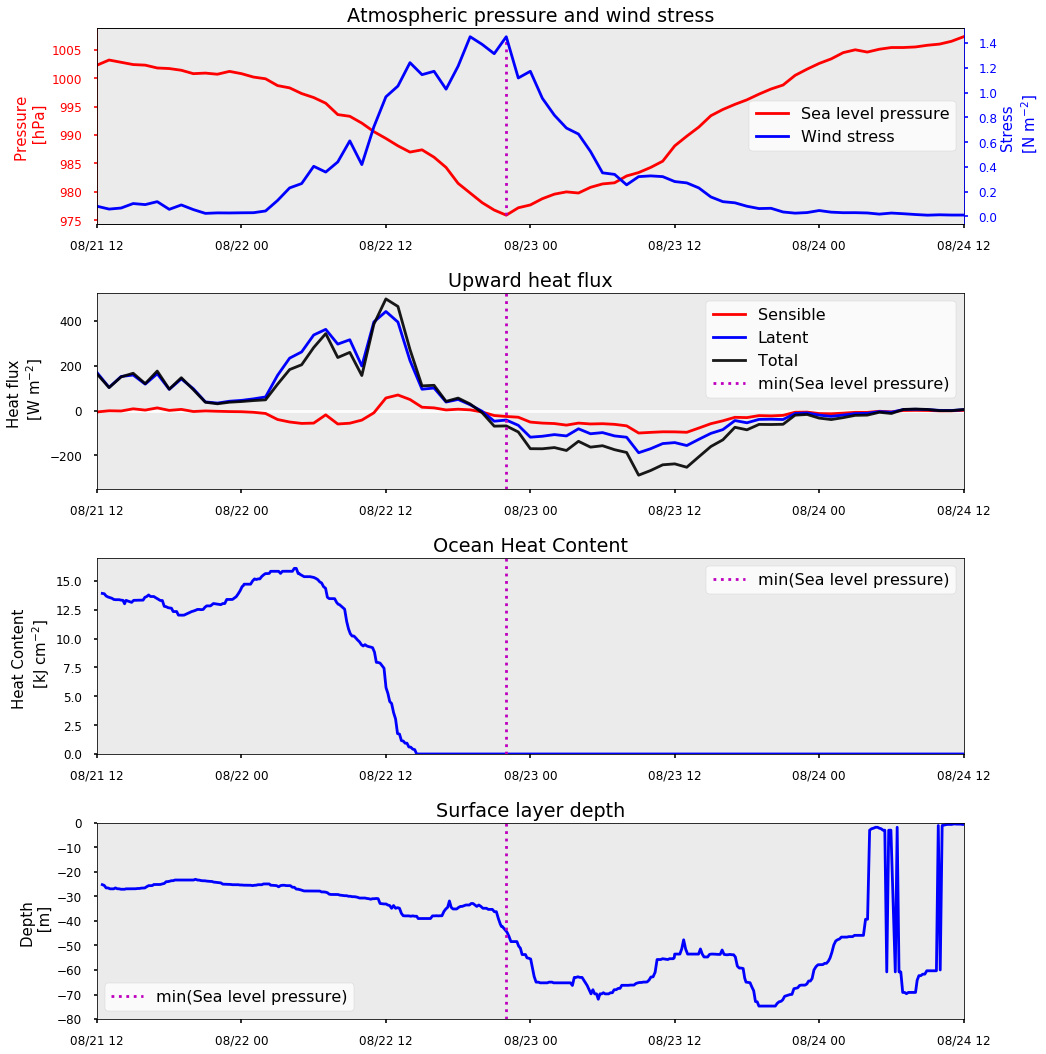 Atmospheric pressure and wind stress
Pressure
[hPa]
1005
1000
995
990
985
980
975
1.4
1.2
1.0
0.8
0.6
0.4
0.2
0.0
Stress
[N m⁻²]
Sea level pressure
Wind stress
08/21 12 08/22 00 08/22 12 08/23 00 08/23 12 08/24 00 08/24 12
Upward heat flux
Heat flux
[W m⁻²]
400
200
0
−200
Sensible
Latent
Total
min(Sea level pressure)
08/21 12 08/22 00 08/22 12 08/23 00 08/23 12 08/24 00 08/24 12
Ocean Heat Content
Heat Content
[kJ cm⁻²]
15.0
12.5
10.0
7.5
5.0
2.5
0.0
min(Sea level pressure)
08/21 12 08/22 00 08/22 12 08/23 00 08/23 12 08/24 00 08/24 12
Surface layer depth
Depth
[m]
0
−10
−20
−30
−40
−50
−60
−70
−80
min(Sea level pressure)
08/21 12 08/22 00 08/22 12 08/23 00 08/23 12 08/24 00 08/24 12